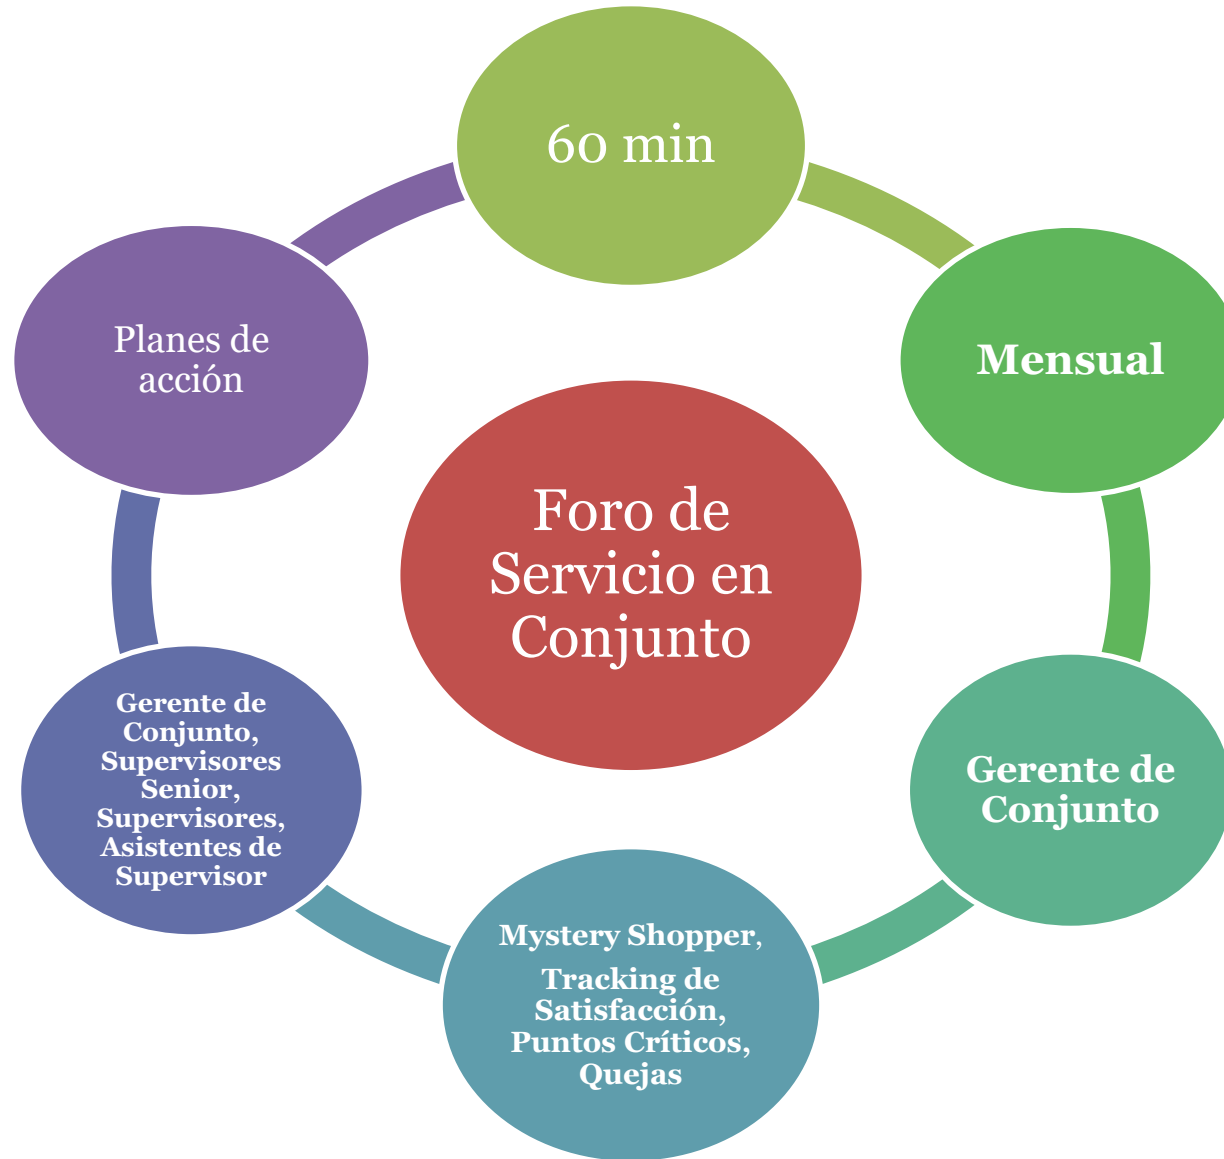 60 min
Mensual
Planes de
acción
Foro de
Servicio en
Conjunto
Gerente de
Conjunto
Gerente de
Conjunto,
Supervisores
Senior,
Supervisores,
Asistentes de
Supervisor
Mystery Shopper,
Tracking de
Satisfacción,
Puntos Críticos,
Quejas